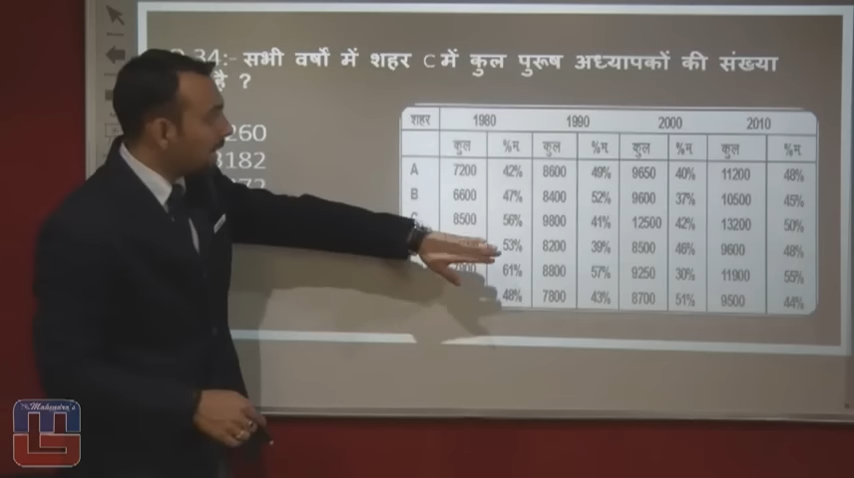 34:- सभी वर्षो में शहर C में कुल पुरूष अध्यापकों की संख्या
है ?
260
3182
शहर 1980 1990 2000 2010
कुल %म. कुल %म. कुल %म. कुल %म.
A 7200 42% 8600 49% 9650 40% 11200 48%
B 6600 47% 8400 52% 9600 37% 10500 45%
C 8500 56% 9800 41% 12500 42% 13200 50%
53% 8200 39% 8500 46% 9600 48%
61% 8800 57% 9250 30% 11900 55%
48% 7800 43% 8700 51% 9500 44%
Mahendra's